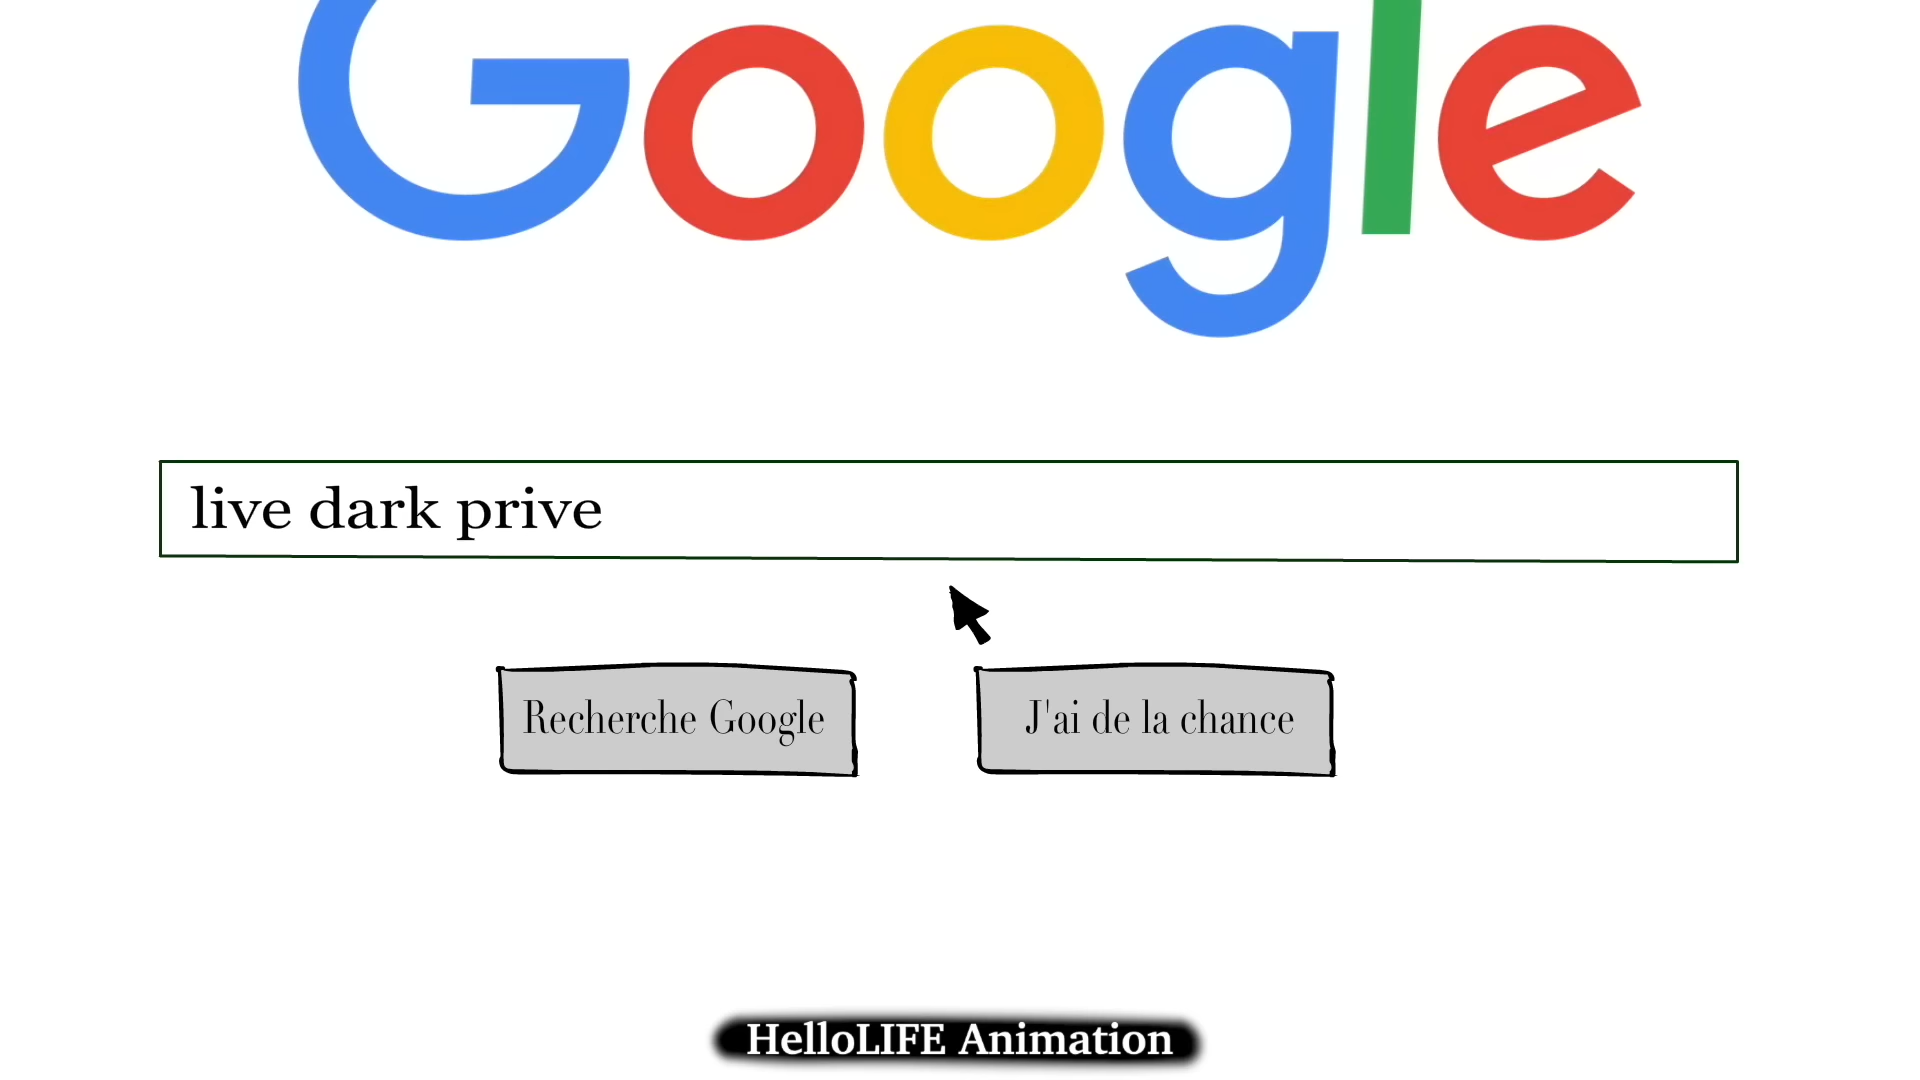 Google
live dark prive
Recherche Google
J'ai de la chance
HelloLIFE Animation